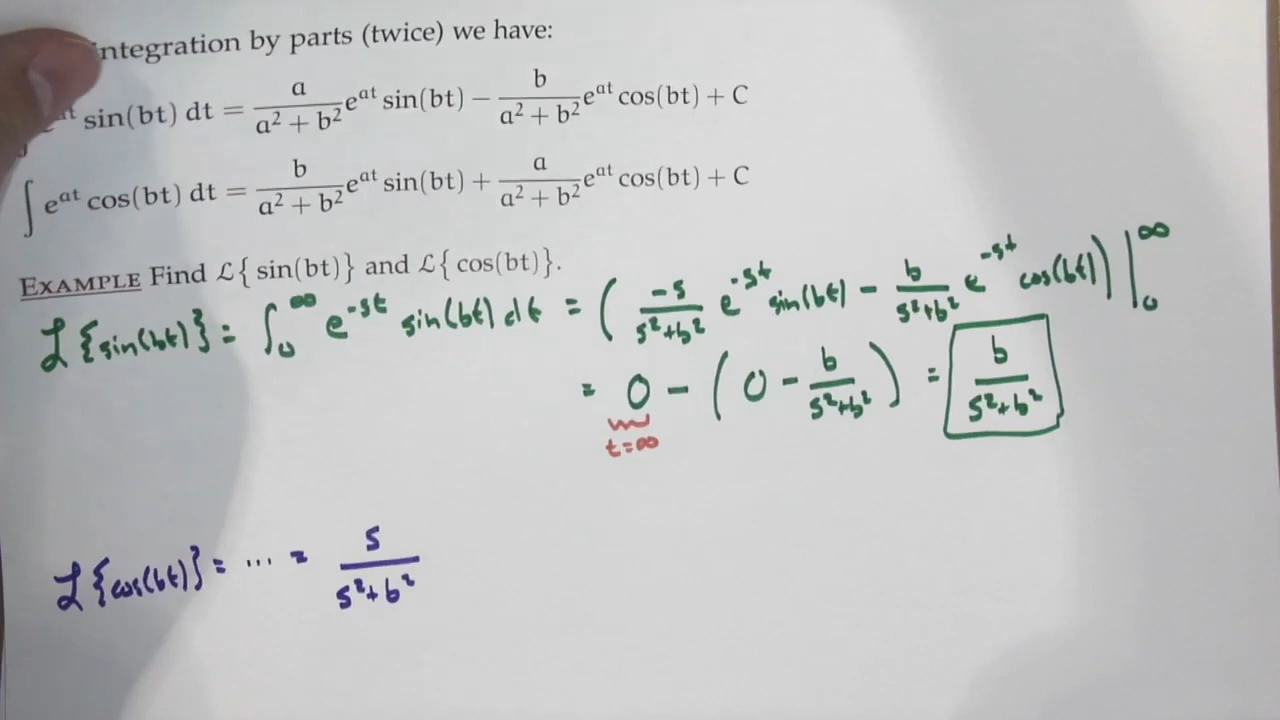 integration by parts (twice) we have:
sin(bt) dt = a/(a² + b²) e^{at} sin(bt) − b/(a² + b²) e^{at} cos(bt) + C
∫ e^{at} cos(bt) dt = b/(a² + b²) e^{at} sin(bt) + a/(a² + b²) e^{at} cos(bt) + C
EXAMPLE Find ℒ{ sin(bt)} and ℒ{ cos(bt)}.
ℒ{sin(bt)} = ∫₀^∞ e^{-st} sin(bt) dt = ( -s/(s²+b²) e^{-st} sin(bt) − b/(s²+b²) e^{-st} cos(bt) ) |₀^∞
= 0 − ( 0 − b/(s²+b²) ) = b/(s²+b²)
t=∞
ℒ{cos(bt)} = ... = s/(s²+b²)